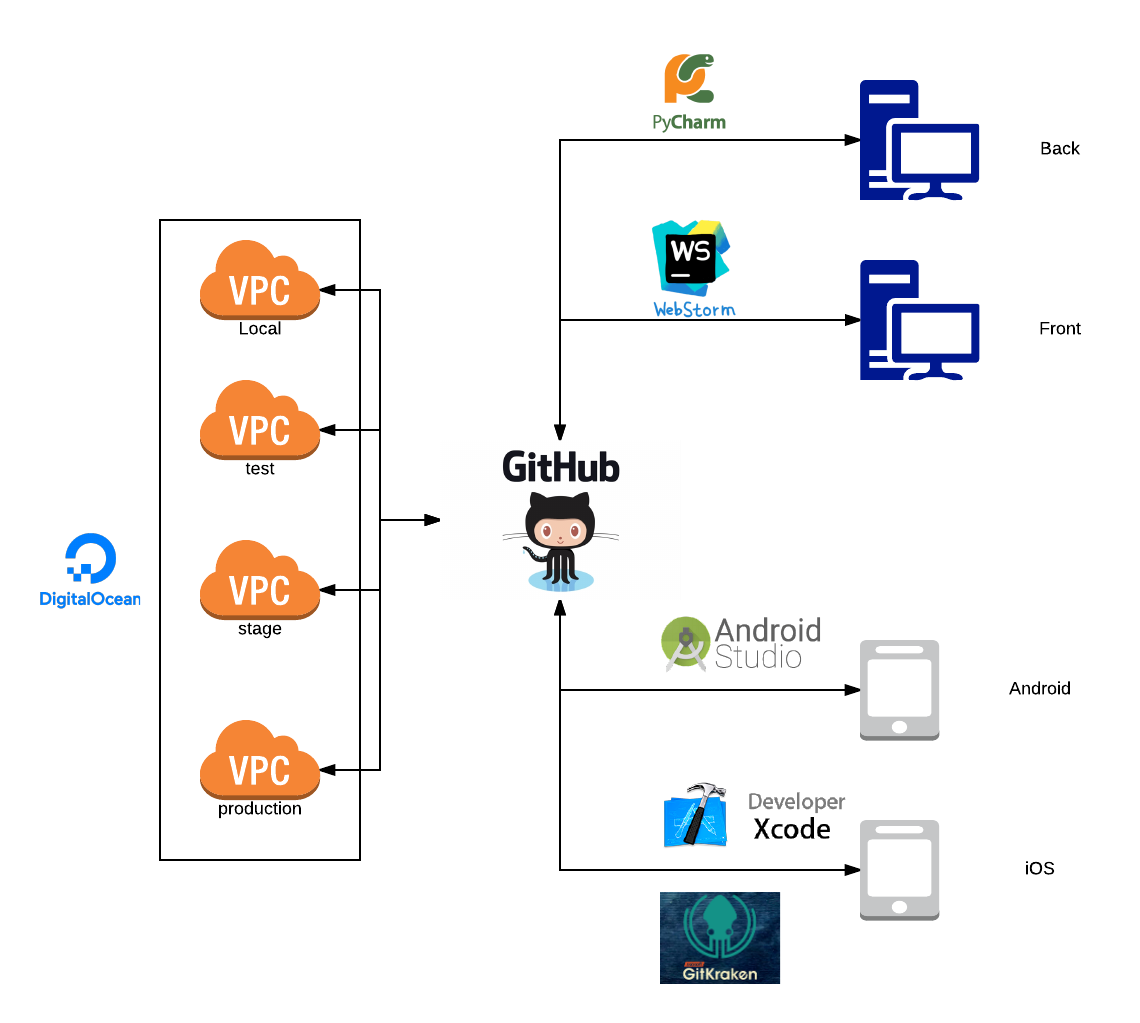 PyCharm
Back
WS
WebStorm
Front
VPC
Local
VPC
test
GitHub
DigitalOcean
VPC
stage
Android
Studio
Android
VPC
production
Developer
Xcode
iOS
GitKraken